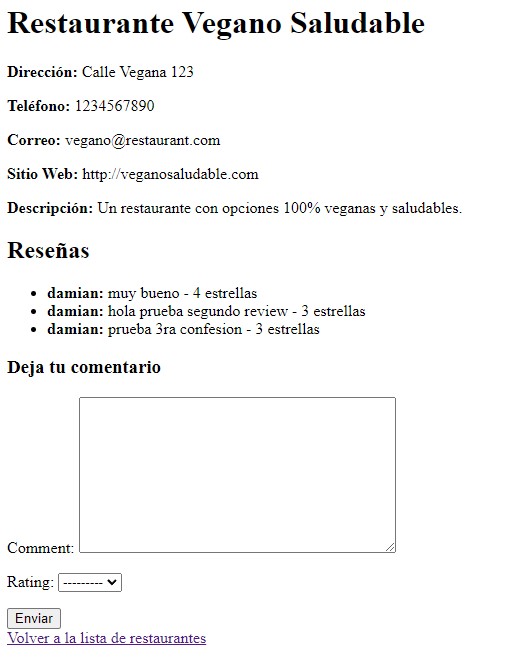 Restaurante Vegano Saludable
Dirección: Calle Vegana 123
Teléfono: 1234567890
Correo: vegano@restaurant.com
Sitio Web: http://veganosaludable.com
Descripción: Un restaurante con opciones 100% veganas y saludables.
Reseñas
• damian: muy bueno - 4 estrellas
• damian: hola prueba segundo review - 3 estrellas
• damian: prueba 3ra confesion - 3 estrellas
Deja tu comentario
Comment:
Rating: ---------
Enviar
Volver a la lista de restaurantes